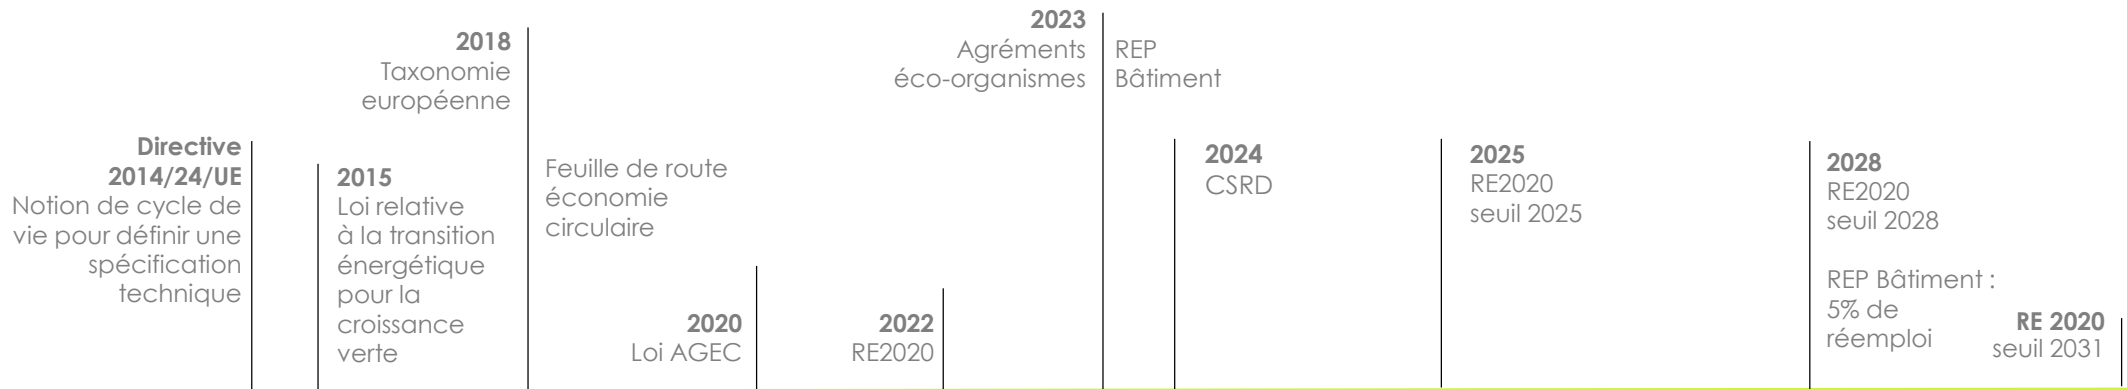 Directive
2014/24/UE
Notion de cycle de
vie pour définir une
spécification
technique
2015
Loi relative
à la transition
énergétique
pour la
croissance
verte
2018
Taxonomie
européenne
Feuille de route
économie
circulaire
2020
Loi AGEC
2022
RE2020
2023
Agréments
éco-organismes
REP
Bâtiment
2024
CSRD
2025
RE2020
seuil 2025
2028
RE2020
seuil 2028
REP Bâtiment :
5% de
réemploi
RE 2020
seuil 2031